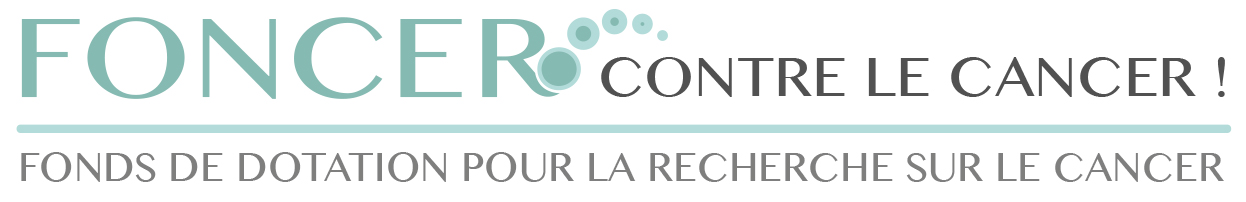 FONCER CONTRE LE CANCER !
FONDS DE DOTATION POUR LA RECHERCHE SUR LE CANCER